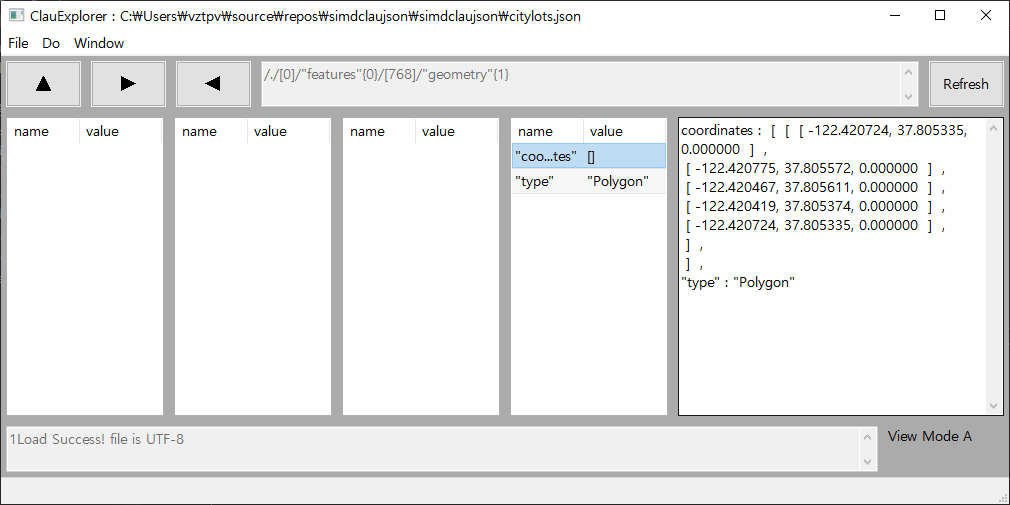 ClauExplorer : C:₩Users₩vztpv₩source₩repos₩simdclaujson₩simdclaujson₩citylots.json
File Do Window
▲ ▶ ◀ /./[0]/"features"{0}/[768]/"geometry"{1} Refresh
name value name value name value name value
"coo...tes" []
"type" "Polygon"
coordinates : [ [ [ -122.420724, 37.805335,
0.000000 ] ,
[ -122.420775, 37.805572, 0.000000 ] ,
[ -122.420467, 37.805611, 0.000000 ] ,
[ -122.420419, 37.805374, 0.000000 ] ,
[ -122.420724, 37.805335, 0.000000 ] ,
] ,
] ,
"type" : "Polygon"
1Load Success! file is UTF-8
View Mode A